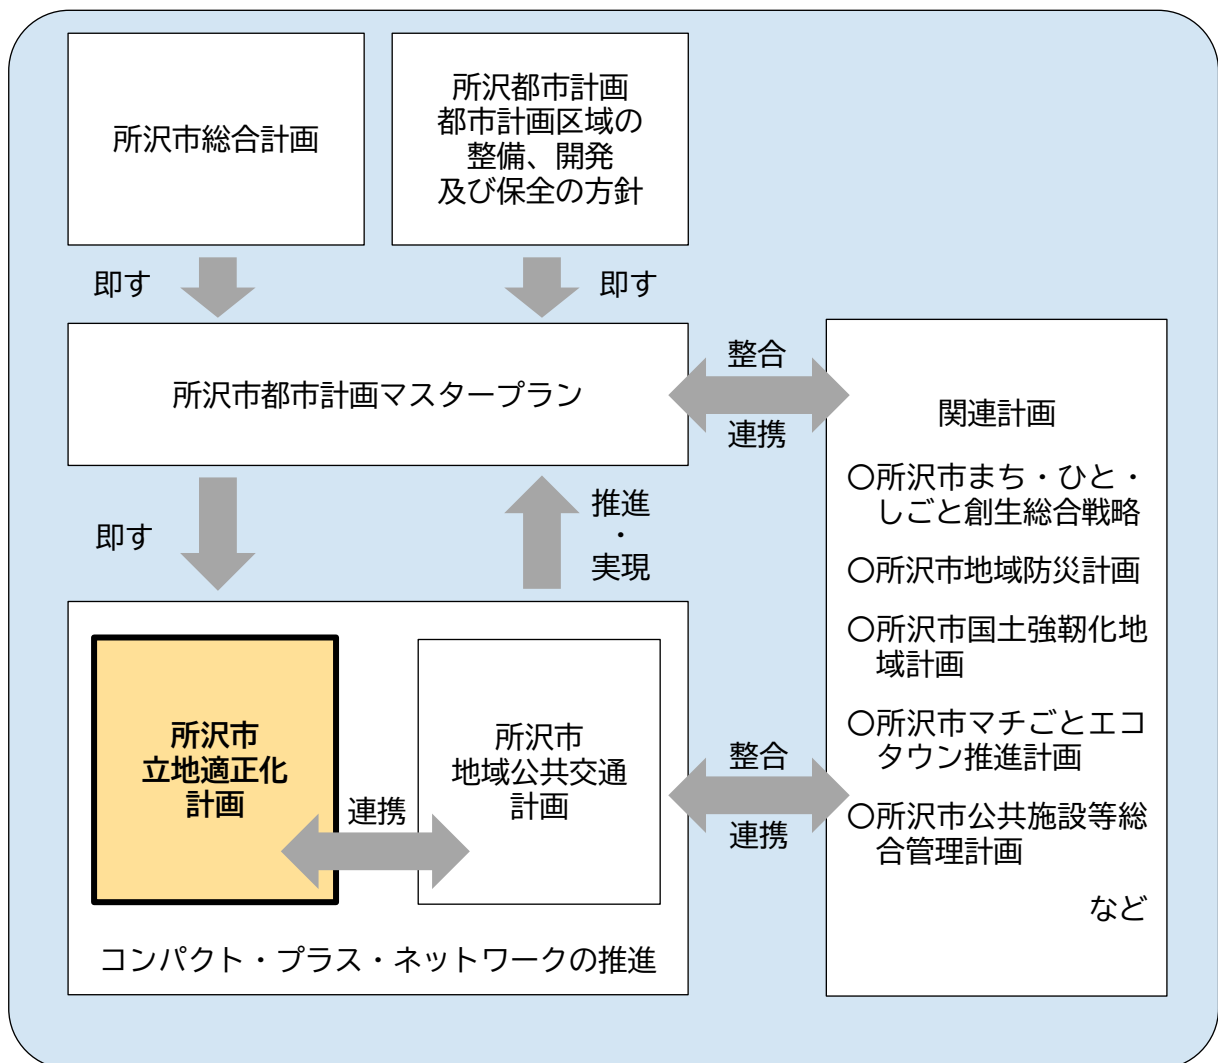 所沢市総合計画
所沢都市計画
都市計画区域の
整備、開発
及び保全の方針
即す
即す
所沢市都市計画マスタープラン
整合
連携
即す
推進
・
実現
所沢市
立地適正化
計画
連携
所沢市
地域公共交通
計画
コンパクト・プラス・ネットワークの推進
整合
連携
関連計画
〇所沢市まち・ひと・
しごと創生総合戦略
〇所沢市地域防災計画
〇所沢市国土強靭化地
域計画
〇所沢市マチごとエコ
タウン推進計画
〇所沢市公共施設等総
合管理計画
など